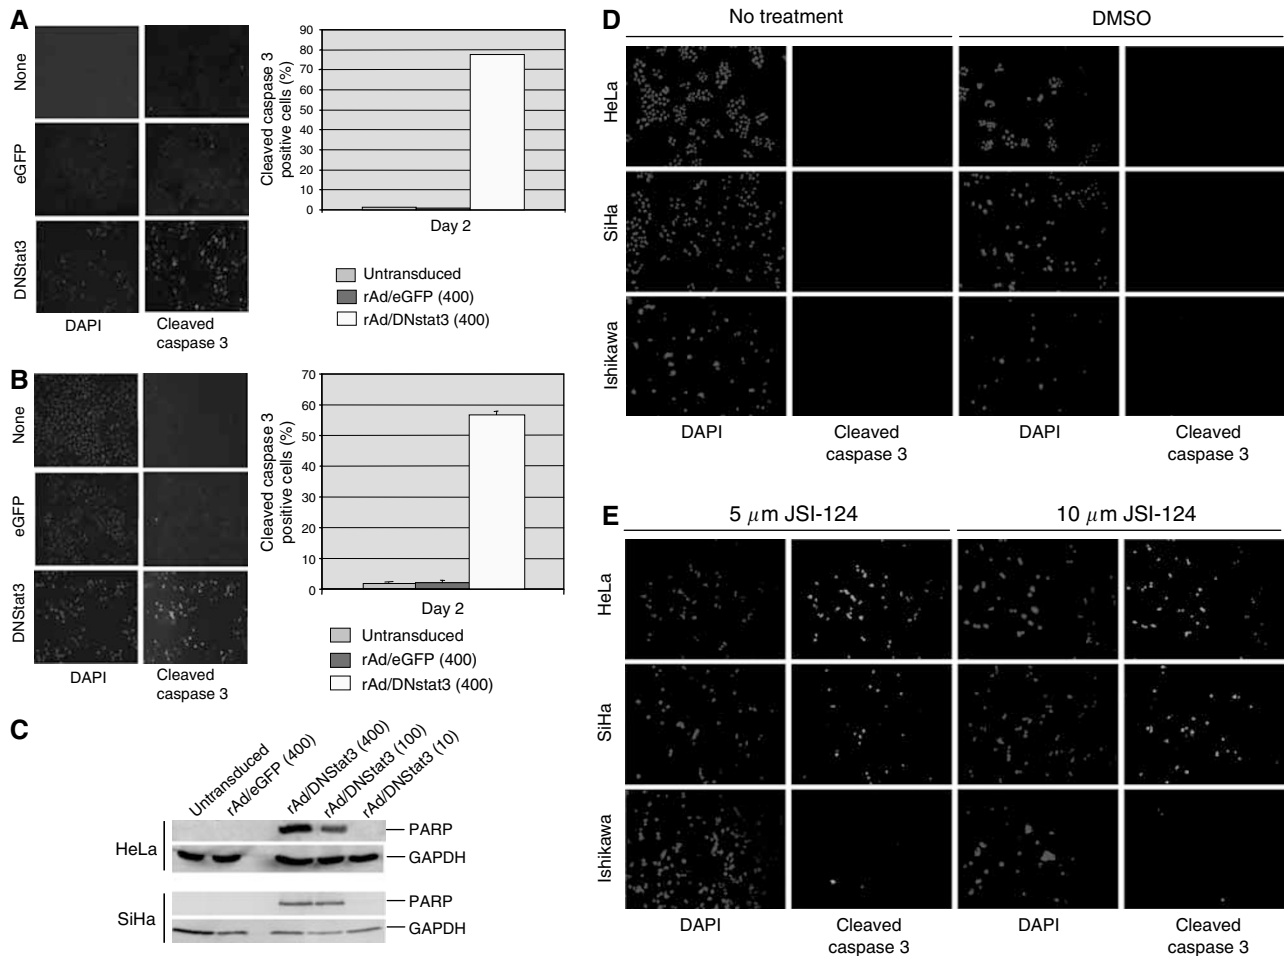 A
None
eGFP
DNStat3
DAPI
Cleaved
caspase 3
Cleaved caspase 3
positive cells (%)
90
80
70
60
50
40
30
20
10
0
Day 2
Untransduced
rAd/eGFP (400)
rAd/DNstat3 (400)
B
None
eGFP
DNStat3
DAPI
Cleaved
caspase 3
Cleaved caspase 3
positive cells (%)
70
60
50
40
30
20
10
0
Day 2
Untransduced
rAd/eGFP (400)
rAd/DNstat3 (400)
C
Untransduced
rAd/eGFP (400)
rAd/DNStat3 (400)
rAd/DNStat3 (100)
rAd/DNStat3 (10)
HeLa
PARP
GAPDH
SiHa
PARP
GAPDH
D
No treatment
DMSO
HeLa
SiHa
Ishikawa
DAPI
Cleaved
caspase 3
DAPI
Cleaved
caspase 3
E
5 μm JSI-124
10 μm JSI-124
HeLa
SiHa
Ishikawa
DAPI
Cleaved
caspase 3
DAPI
Cleaved
caspase 3